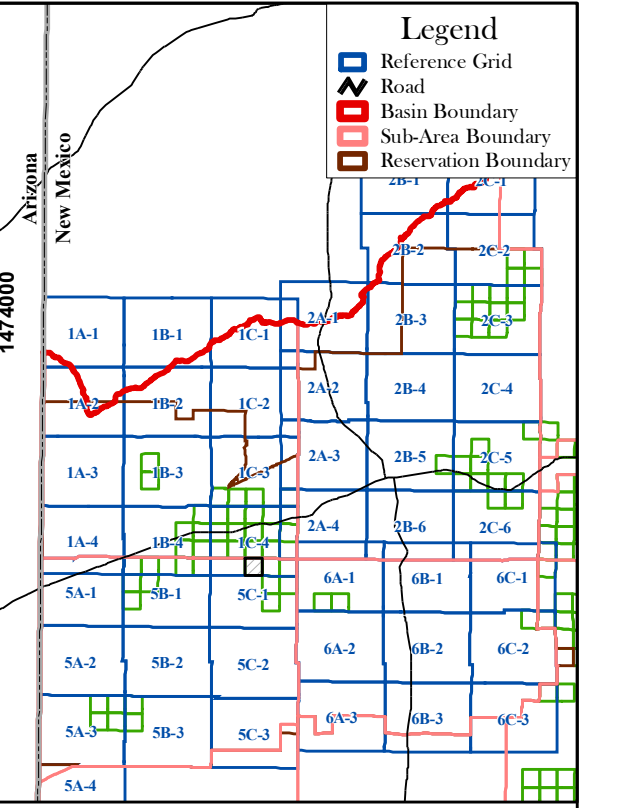 Legend
Reference Grid
Road
Basin Boundary
Sub-Area Boundary
Reservation Boundary
Arizona
New Mexico
1474000
2B-1
2C-1
2B-2
2C-2
2A-1
2B-3
2C-3
1A-1
1B-1
1C-1
2A-2
2B-4
2C-4
1A-2
1B-2
1C-2
2A-3
2B-5
2C-5
1A-3
1B-3
1C-3
2A-4
2B-6
2C-6
1A-4
1B-4
1C-4
6A-1
6B-1
6C-1
5A-1
5B-1
5C-1
6A-2
6B-2
6C-2
5A-2
5B-2
5C-2
6A-3
6B-3
6C-3
5A-3
5B-3
5C-3
5A-4